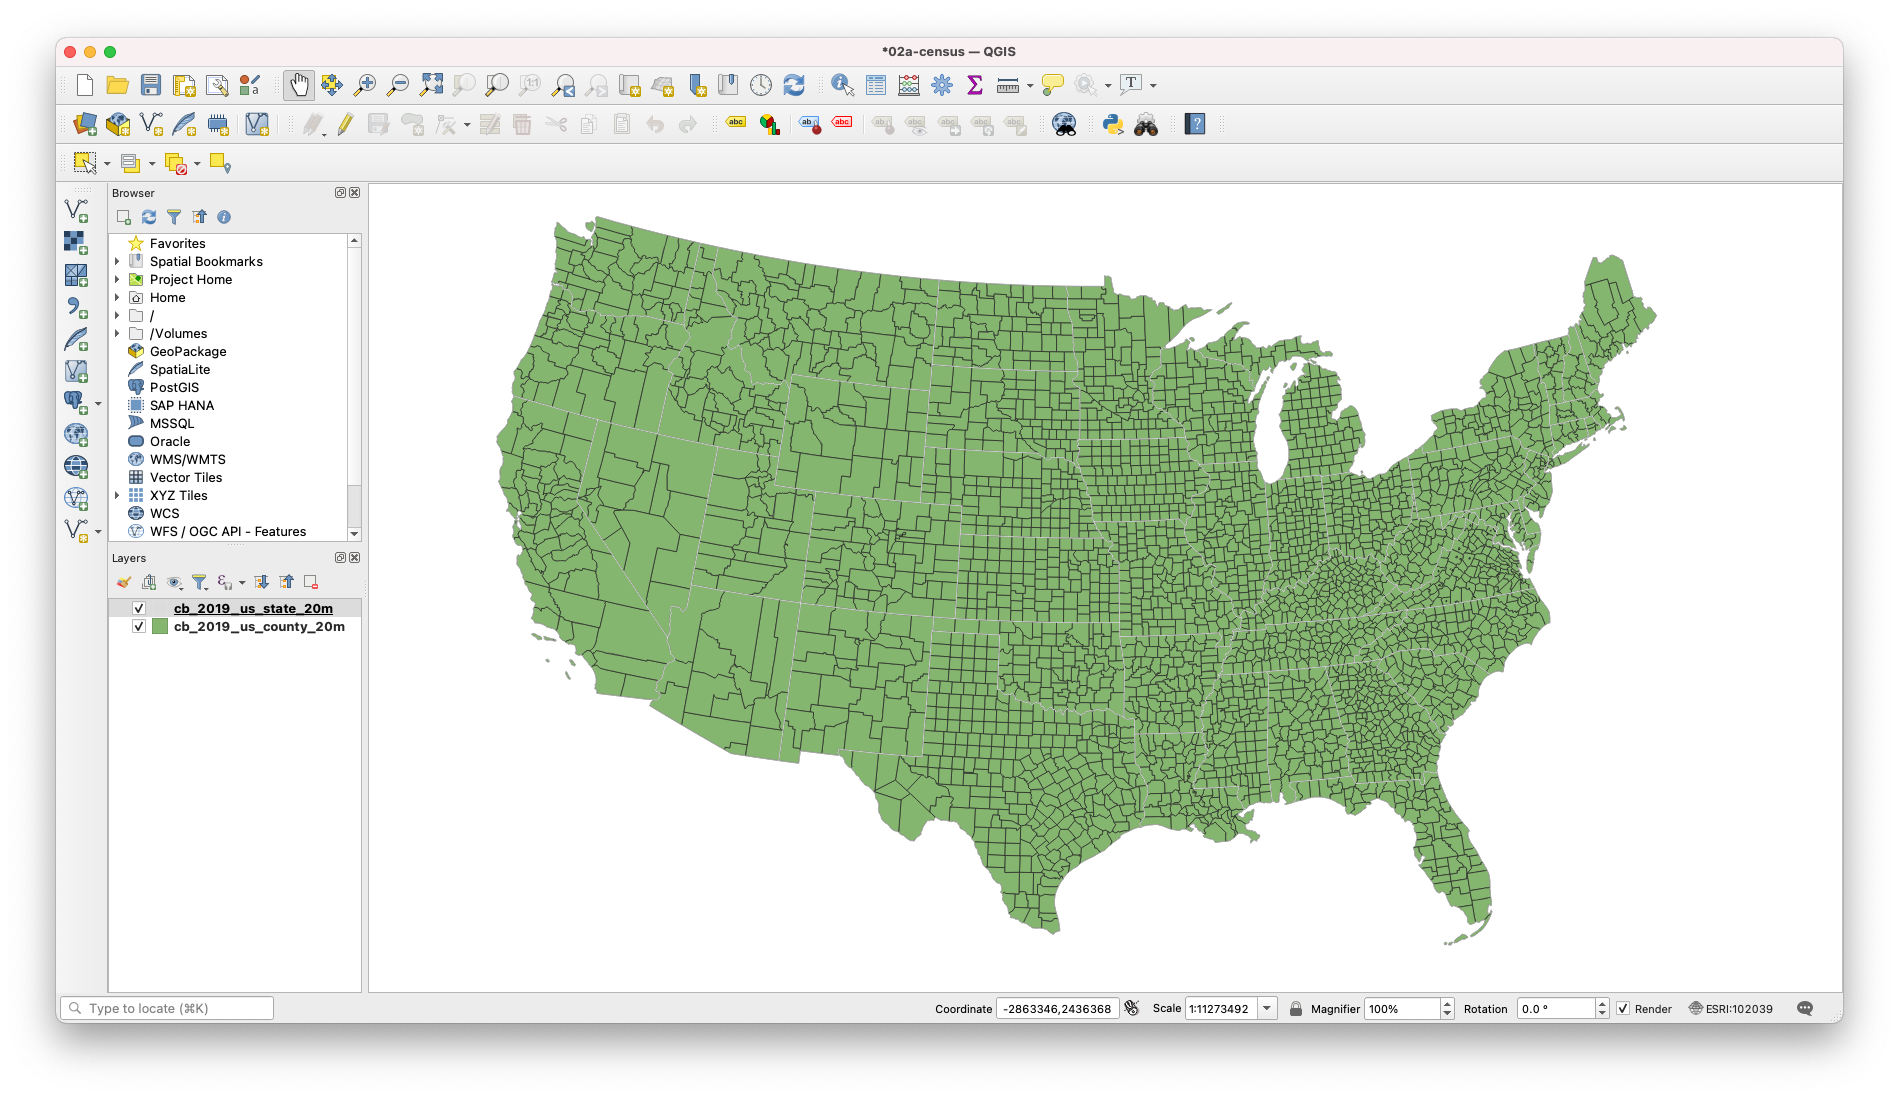 *02a-census — QGIS
Browser
Favorites
Spatial Bookmarks
Project Home
Home
/
/Volumes
GeoPackage
SpatiaLite
PostGIS
SAP HANA
MSSQL
Oracle
WMS/WMTS
Vector Tiles
XYZ Tiles
WCS
WFS / OGC API - Features
Layers
cb_2019_us_state_20m
cb_2019_us_county_20m
Type to locate (⌘K)
Coordinate -2863346,2436368 Scale 1:11273492 Magnifier 100% Rotation 0.0 ° Render ESRI:102039